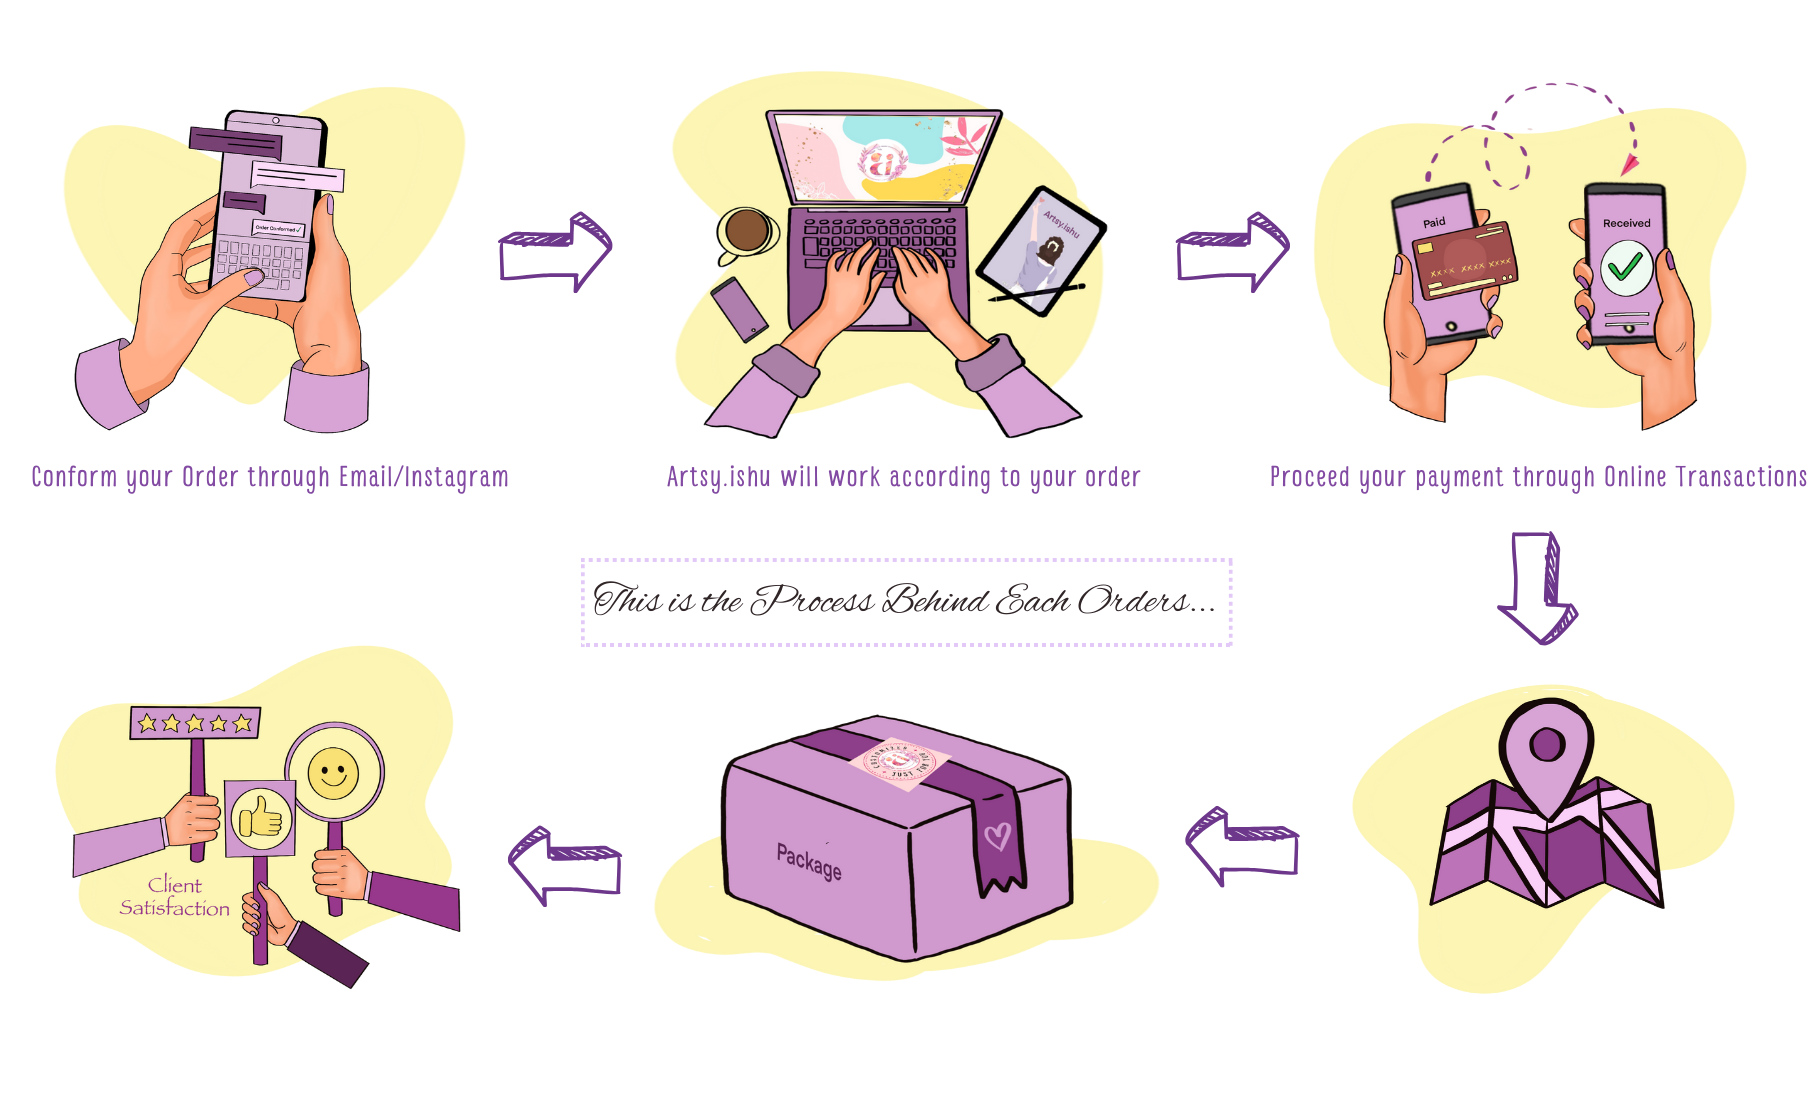 Order Conformed ✓
Artsy.ishu
Paid
XXXX XXXX XXXX
Received
Conform your Order through Email/Instagram
Artsy.ishu will work according to your order
Proceed your payment through Online Transactions
This is the Process Behind Each Orders...
CUSTOMIZED
JUST FOR YOU
Package
Client
Satisfaction